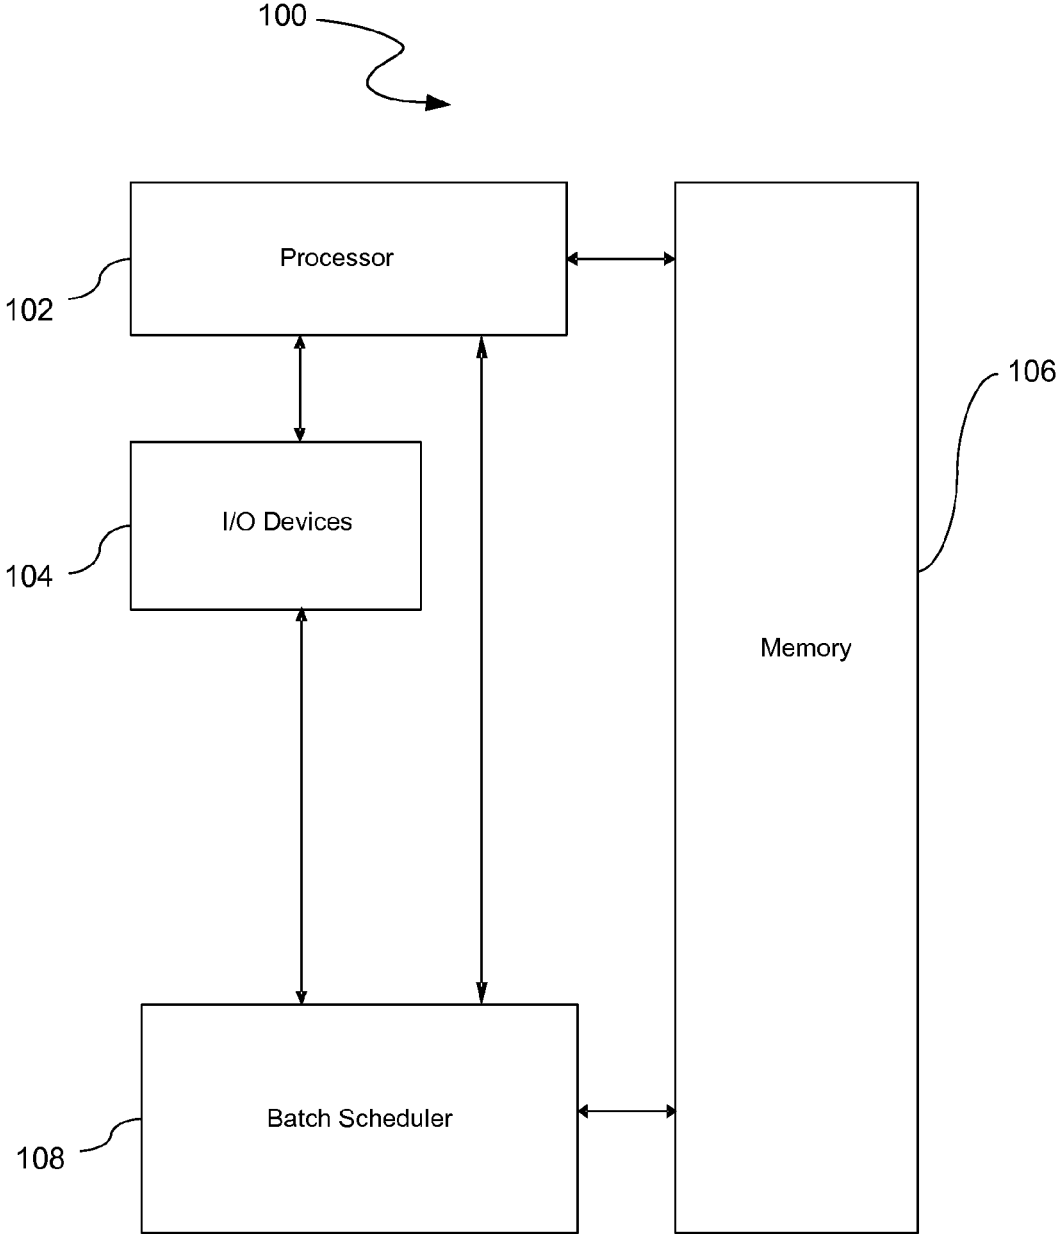 100
Processor
102
106
I/O Devices
104
Memory
Batch Scheduler
108